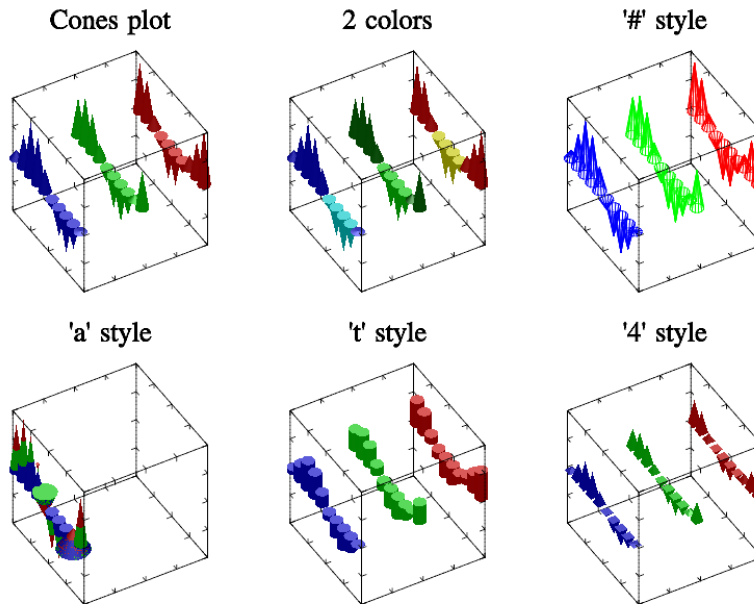 Cones plot
2 colors
'#' style
'a' style
't' style
'4' style